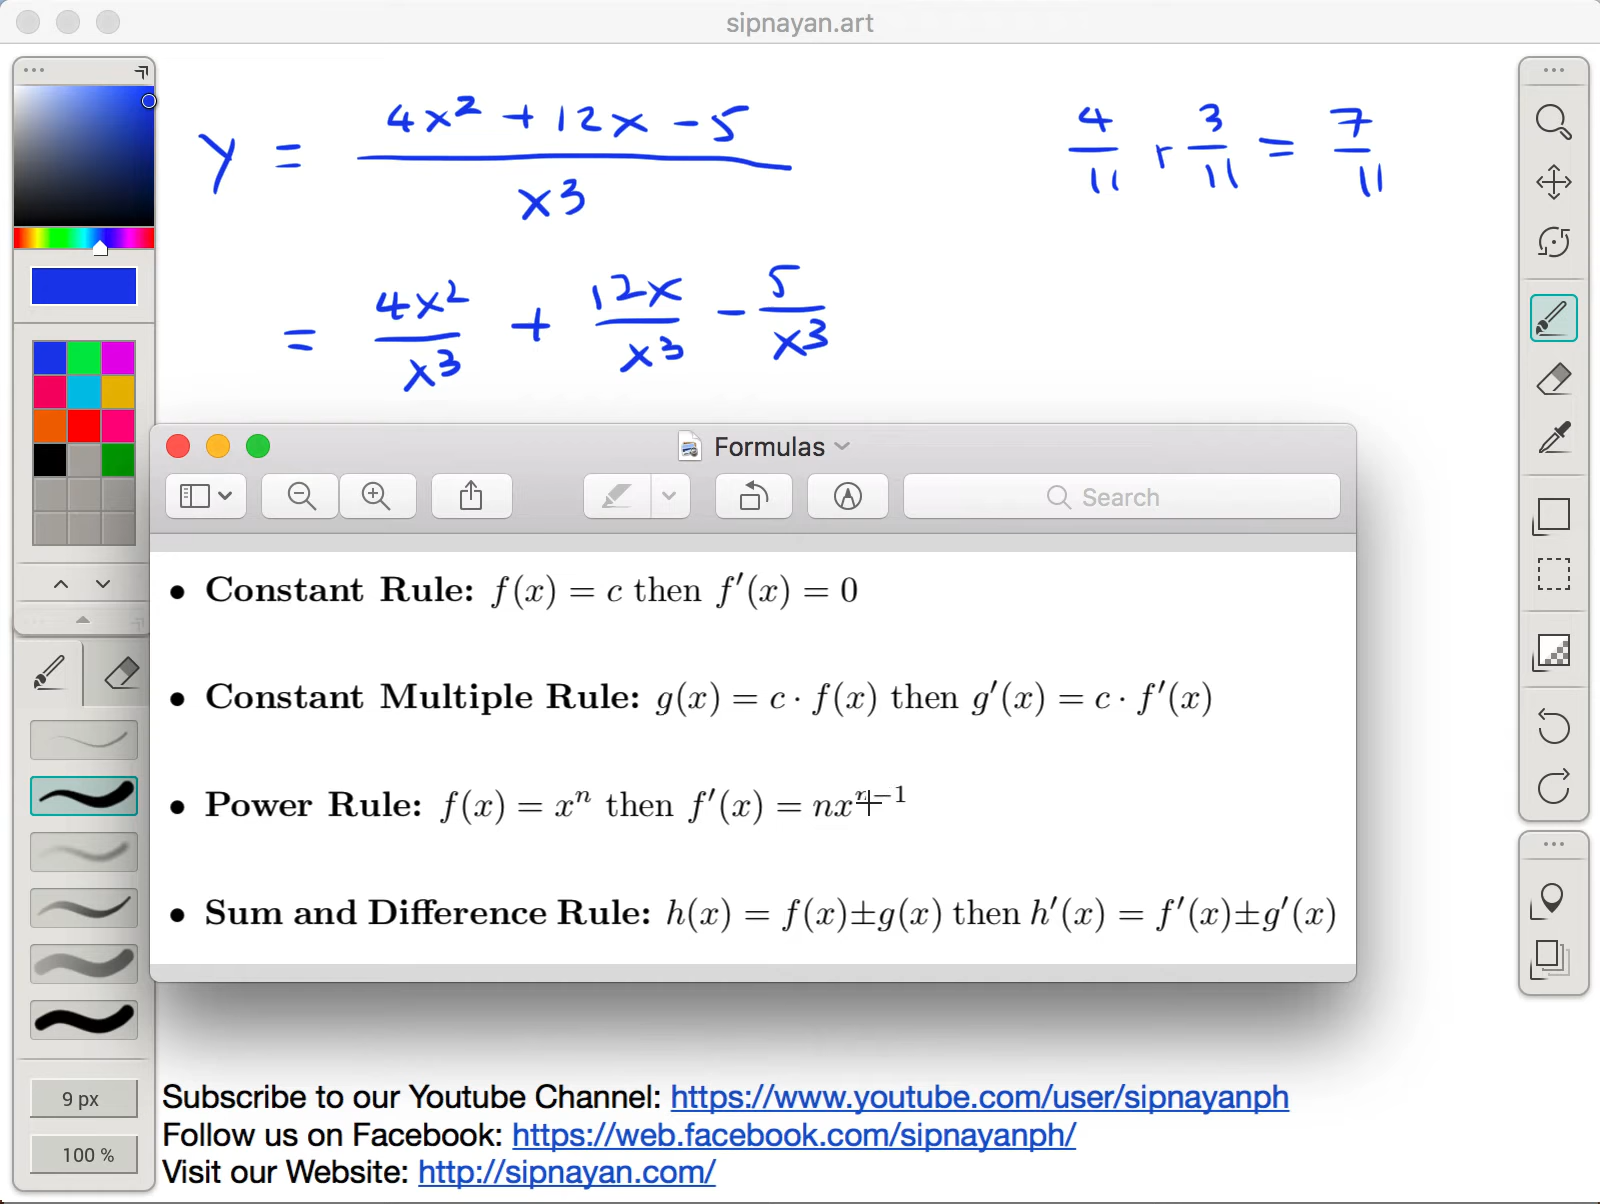 sipnayan.art
y = 4x² + 12x - 5 / x³
4/11 + 3/11 = 7/11
= 4x²/x³ + 12x/x³ - 5/x³
Formulas
Search
• Constant Rule: f(x) = c then f′(x) = 0
• Constant Multiple Rule: g(x) = c · f(x) then g′(x) = c · f′(x)
• Power Rule: f(x) = xⁿ then f′(x) = nxⁿ⁻¹
• Sum and Difference Rule: h(x) = f(x)±g(x) then h′(x) = f′(x)±g′(x)
9 px
100 %
Subscribe to our Youtube Channel: https://www.youtube.com/user/sipnayanph
Follow us on Facebook: https://web.facebook.com/sipnayanph/
Visit our Website: http://sipnayan.com/